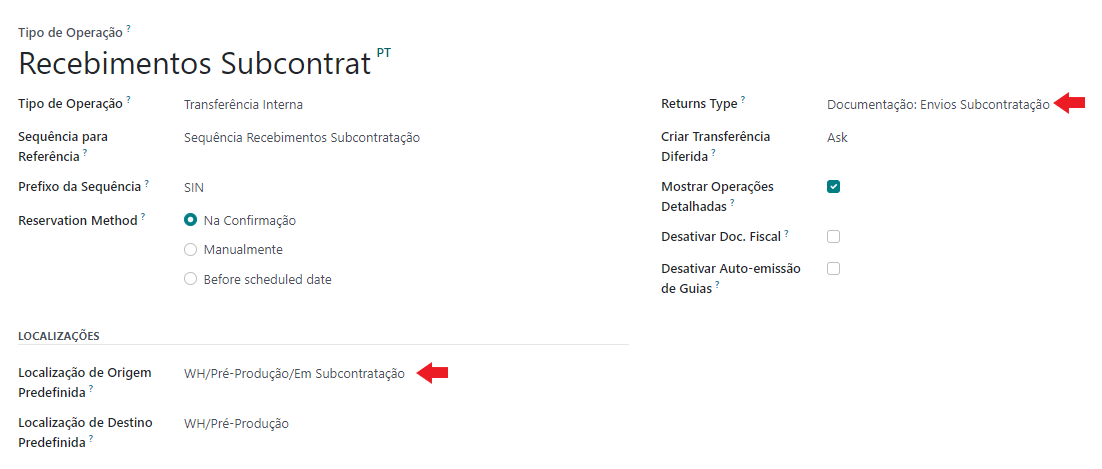 Tipo de Operação ?
Recebimentos Subcontrat PT
Tipo de Operação ? Transferência Interna
Sequência para Referência ? Sequência Recebimentos Subcontratação
Prefixo da Sequência ? SIN
Reservation Method ? Na Confirmação
Manualmente
Before scheduled date
Returns Type ? Documentação: Envios Subcontratação
Criar Transferência Diferida ? Ask
Mostrar Operações Detalhadas ?
Desativar Doc. Fiscal ?
Desativar Auto-emissão de Guias ?
LOCALIZAÇÕES
Localização de Origem Predefinida ? WH/Pré-Produção/Em Subcontratação
Localização de Destino Predefinida ? WH/Pré-Produção